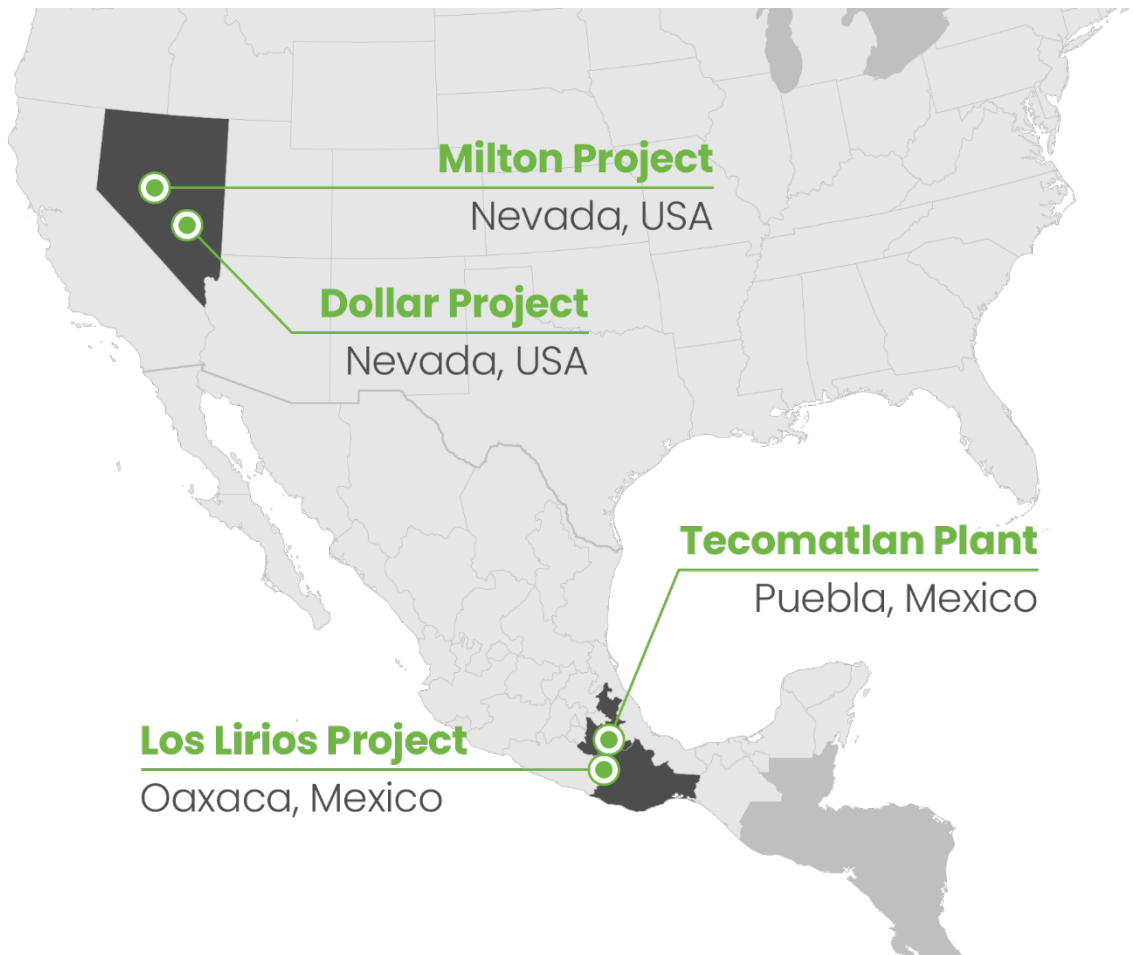 Milton Project
Nevada, USA
Dollar Project
Nevada, USA
Tecomatlan Plant
Puebla, Mexico
Los Lirios Project
Oaxaca, Mexico